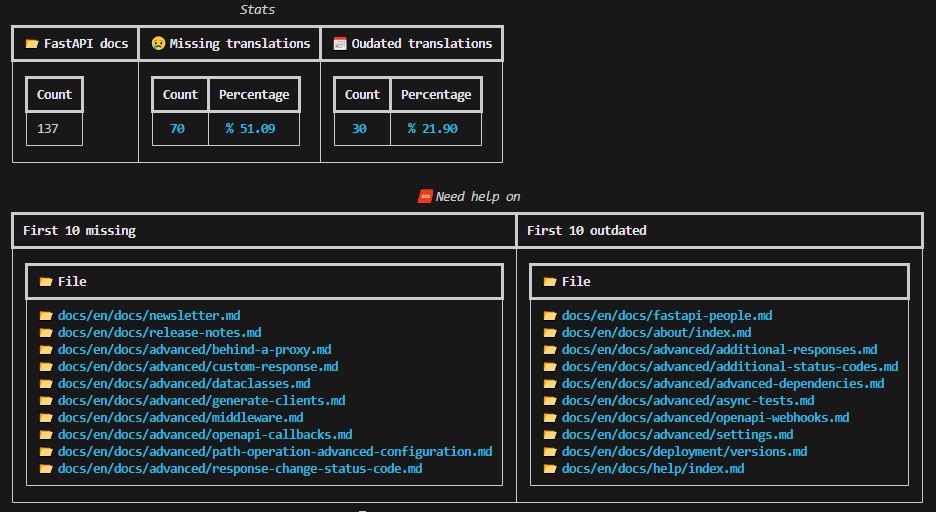 Stats
📂 FastAPI docs 😢 Missing translations 📅 Oudated translations
Count Count Percentage Count Percentage
137 70 % 51.09 30 % 21.90
🆘 Need help on
First 10 missing First 10 outdated
📂 File 📂 File
📂 docs/en/docs/newsletter.md 📂 docs/en/docs/fastapi-people.md
📂 docs/en/docs/release-notes.md 📂 docs/en/docs/about/index.md
📂 docs/en/docs/advanced/behind-a-proxy.md 📂 docs/en/docs/advanced/additional-responses.md
📂 docs/en/docs/advanced/custom-response.md 📂 docs/en/docs/advanced/additional-status-codes.md
📂 docs/en/docs/advanced/dataclasses.md 📂 docs/en/docs/advanced/advanced-dependencies.md
📂 docs/en/docs/advanced/generate-clients.md 📂 docs/en/docs/advanced/async-tests.md
📂 docs/en/docs/advanced/middleware.md 📂 docs/en/docs/advanced/openapi-webhooks.md
📂 docs/en/docs/advanced/openapi-callbacks.md 📂 docs/en/docs/advanced/settings.md
📂 docs/en/docs/advanced/path-operation-advanced-configuration.md 📂 docs/en/docs/deployment/versions.md
📂 docs/en/docs/advanced/response-change-status-code.md 📂 docs/en/docs/help/index.md